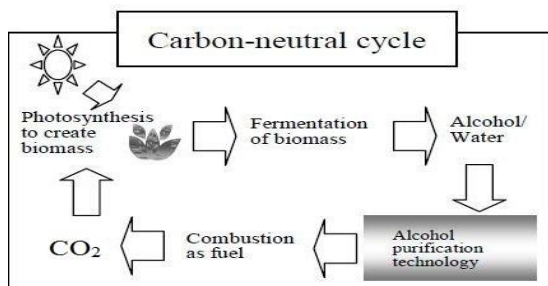 Carbon-neutral cycle
Photosynthesis
to create
biomass
Fermentation
of biomass
Alcohol/
Water
Alcohol
purification
technology
Combustion
as fuel
CO₂